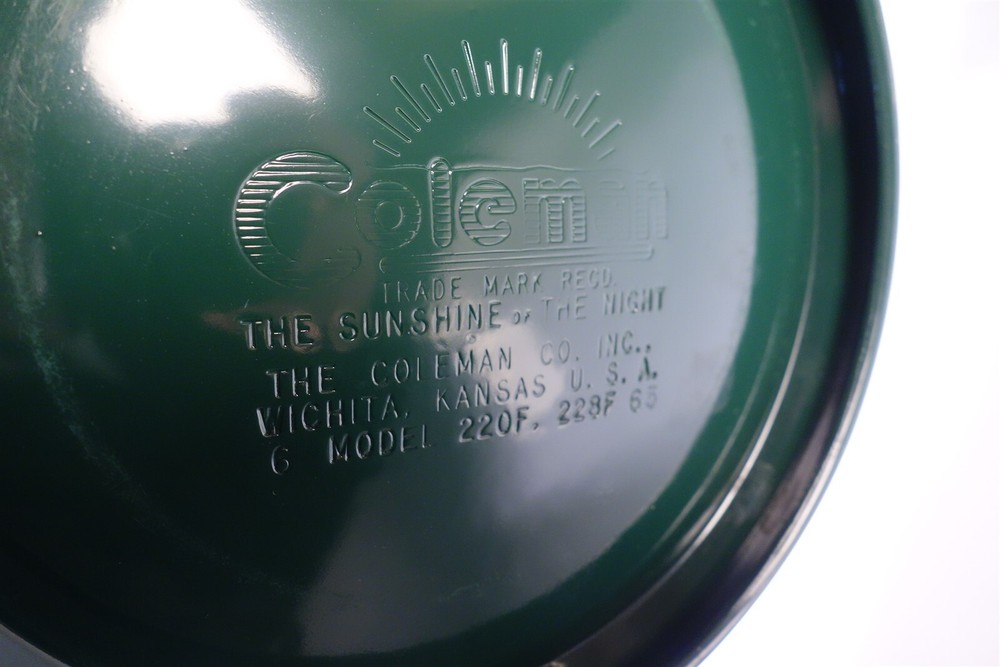 Coleman
TRADE MARK REGD.
THE SUNSHINE OF THE NIGHT
THE COLEMAN CO. INC.,
WICHITA, KANSAS U. S. A.
6 MODEL 220F, 228F 65